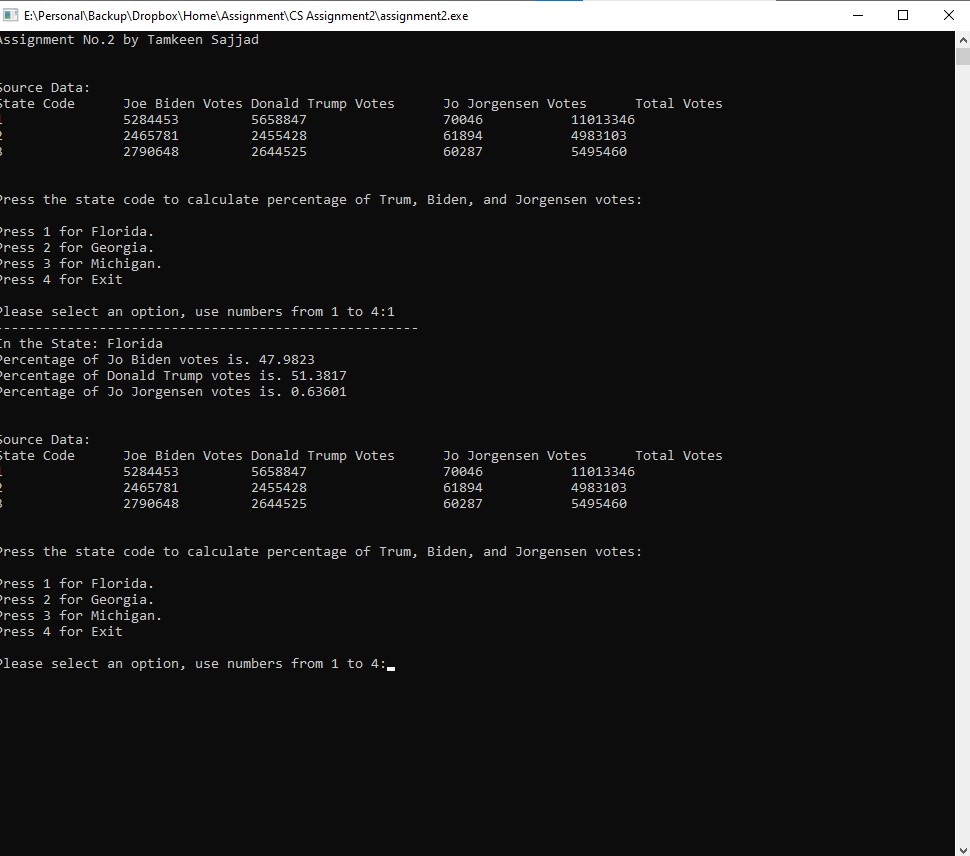 E:\Personal\Backup\Dropbox\Home\Assignment\CS Assignment2\assignment2.exe
Assignment No.2 by Tamkeen Sajjad
Source Data:
State Code Joe Biden Votes Donald Trump Votes Jo Jorgensen Votes Total Votes
1 5284453 5658847 70046 11013346
2 2465781 2455428 61894 4983103
3 2790648 2644525 60287 5495460
Press the state code to calculate percentage of Trum, Biden, and Jorgensen votes:
Press 1 for Florida.
Press 2 for Georgia.
Press 3 for Michigan.
Press 4 for Exit
Please select an option, use numbers from 1 to 4:1
----------------------------------------------------
In the State: Florida
Percentage of Jo Biden votes is. 47.9823
Percentage of Donald Trump votes is. 51.3817
Percentage of Jo Jorgensen votes is. 0.63601
Source Data:
State Code Joe Biden Votes Donald Trump Votes Jo Jorgensen Votes Total Votes
1 5284453 5658847 70046 11013346
2 2465781 2455428 61894 4983103
3 2790648 2644525 60287 5495460
Press the state code to calculate percentage of Trum, Biden, and Jorgensen votes:
Press 1 for Florida.
Press 2 for Georgia.
Press 3 for Michigan.
Press 4 for Exit
Please select an option, use numbers from 1 to 4: